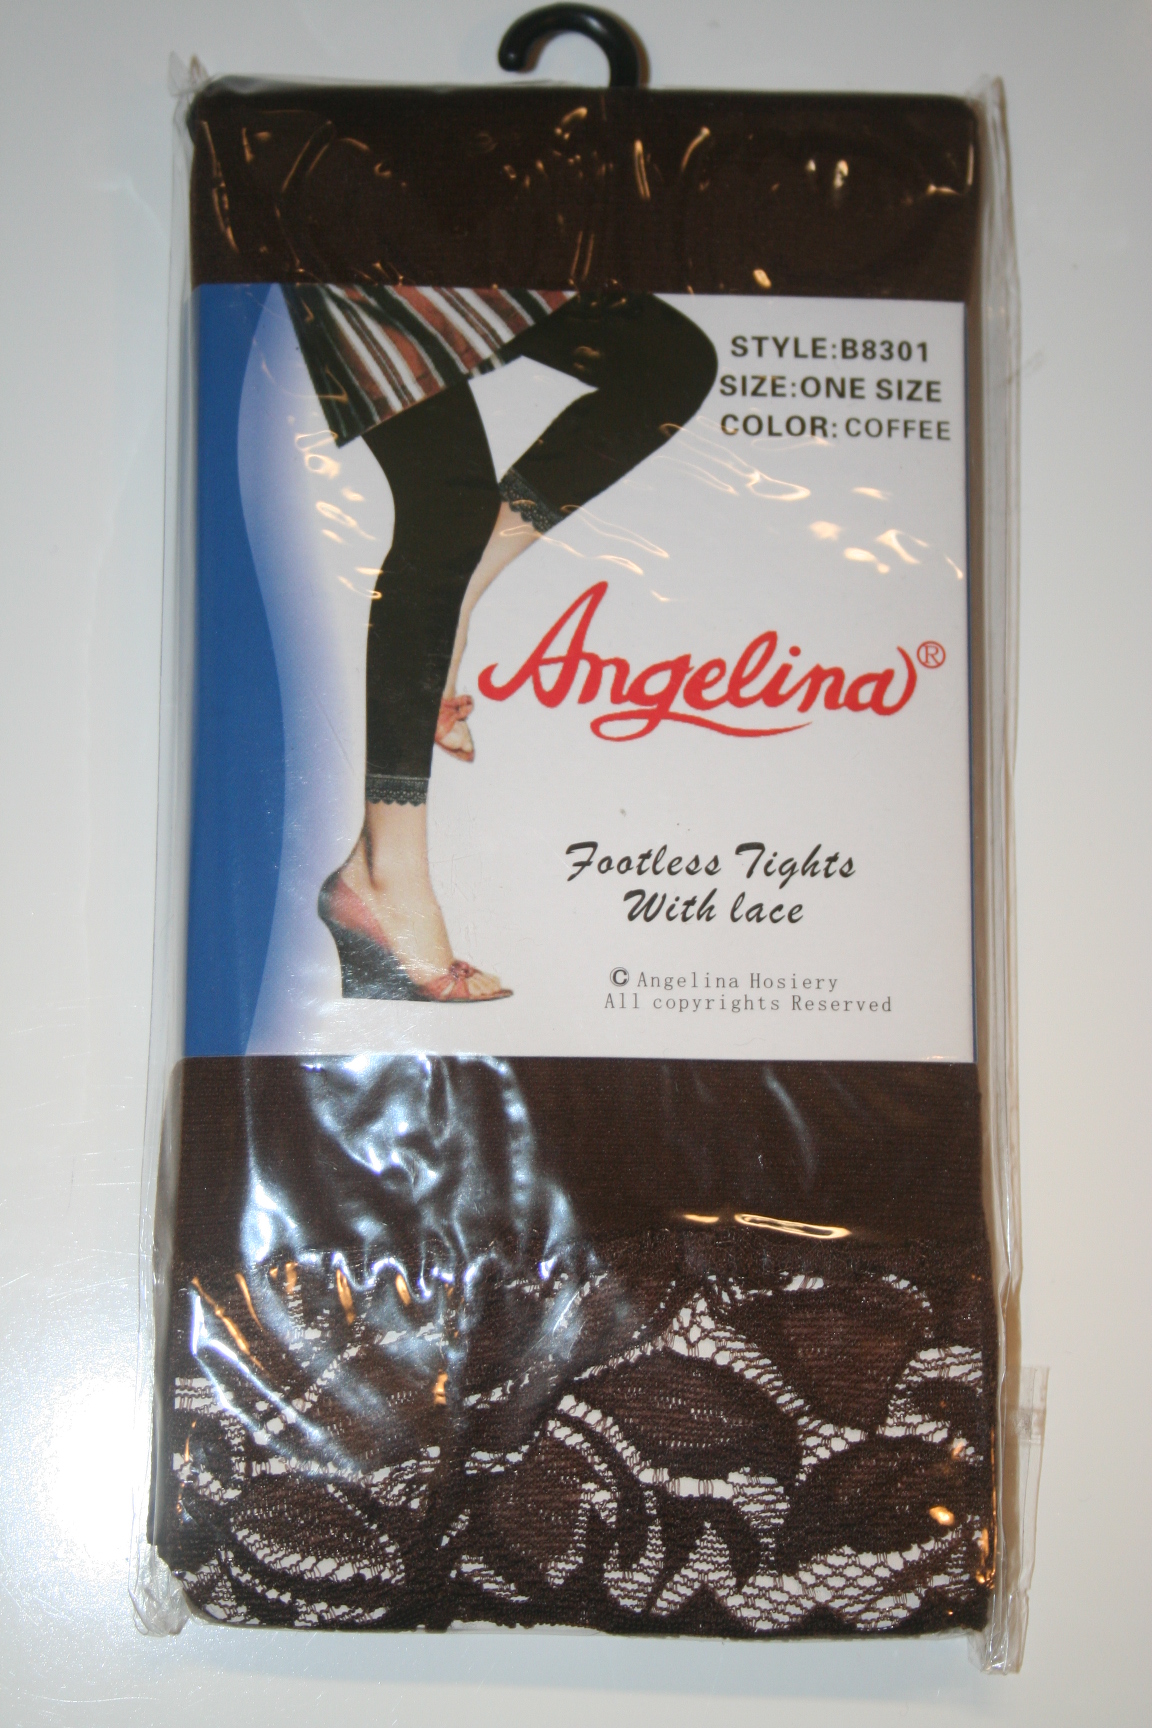 STYLE:B8301
SIZE:ONE SIZE
COLOR: COFFEE
Angelina®
Footless Tights
With lace
© Angelina Hosiery
All copyrights Reserved